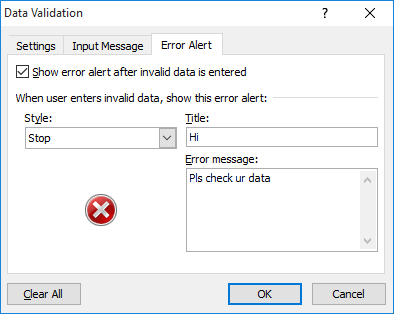 Data Validation
?
Settings Input Message Error Alert
Show error alert after invalid data is entered
When user enters invalid data, show this error alert:
Style: Title:
Stop Hi
Error message:
Pls check ur data
Clear All OK Cancel